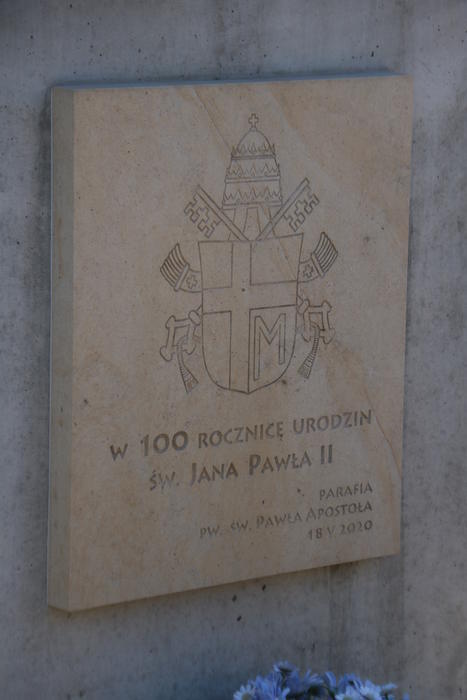 M
W 100 ROCZNICĘ URODZIN
ŚW. JANA PAWŁA II
PARAFIA
PW. ŚW. PAWŁA APOSTOŁA
18 V 2020